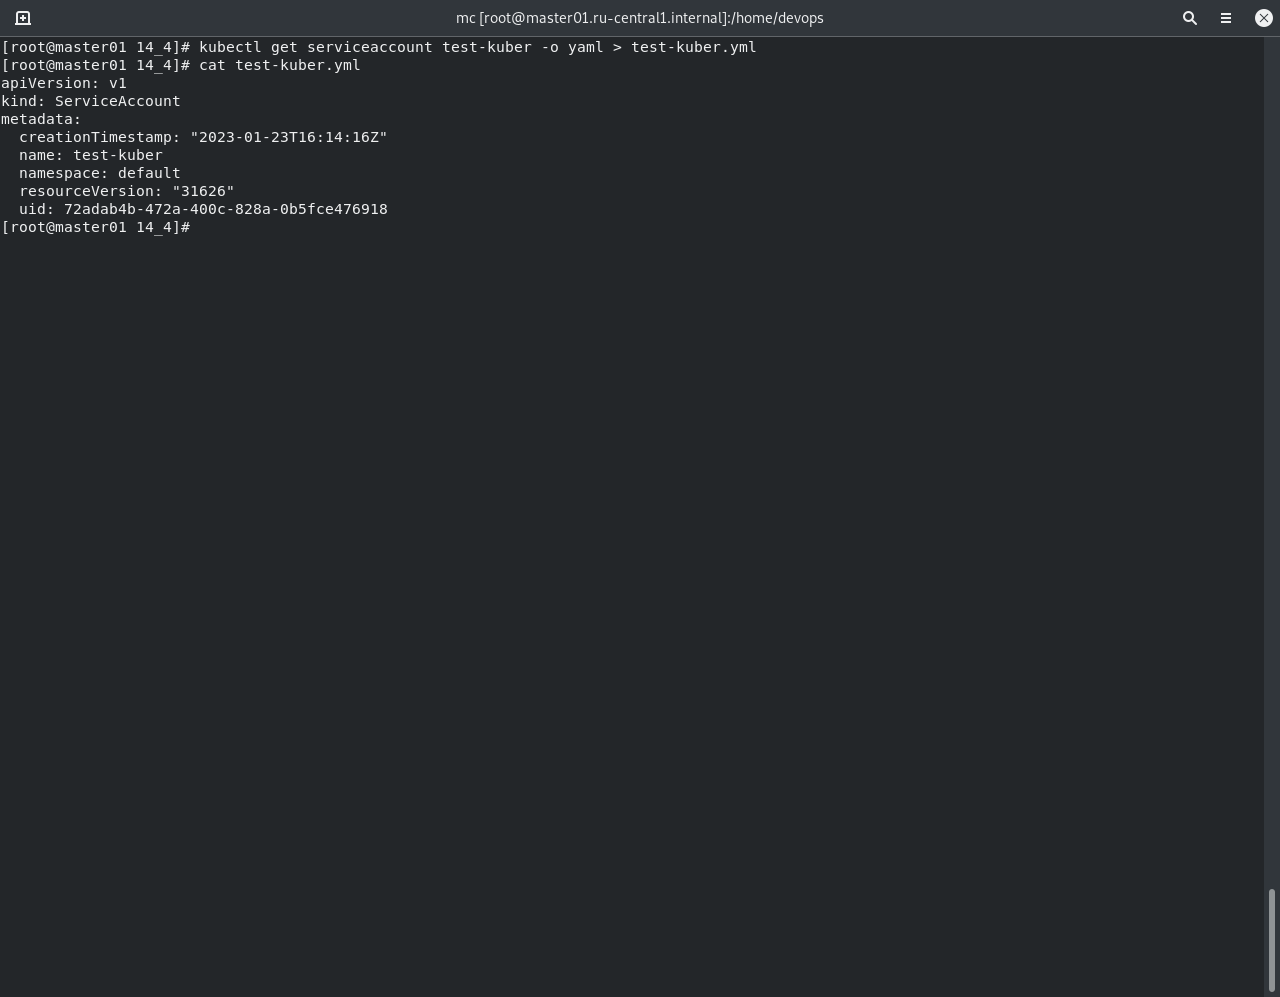 mc [root@master01.ru-central1.internal]:/home/devops
[root@master01 14_4]# kubectl get serviceaccount test-kuber -o yaml > test-kuber.yml
[root@master01 14_4]# cat test-kuber.yml
apiVersion: v1
kind: ServiceAccount
metadata:
  creationTimestamp: "2023-01-23T16:14:16Z"
  name: test-kuber
  namespace: default
  resourceVersion: "31626"
  uid: 72adab4b-472a-400c-828a-0b5fce476918
[root@master01 14_4]#